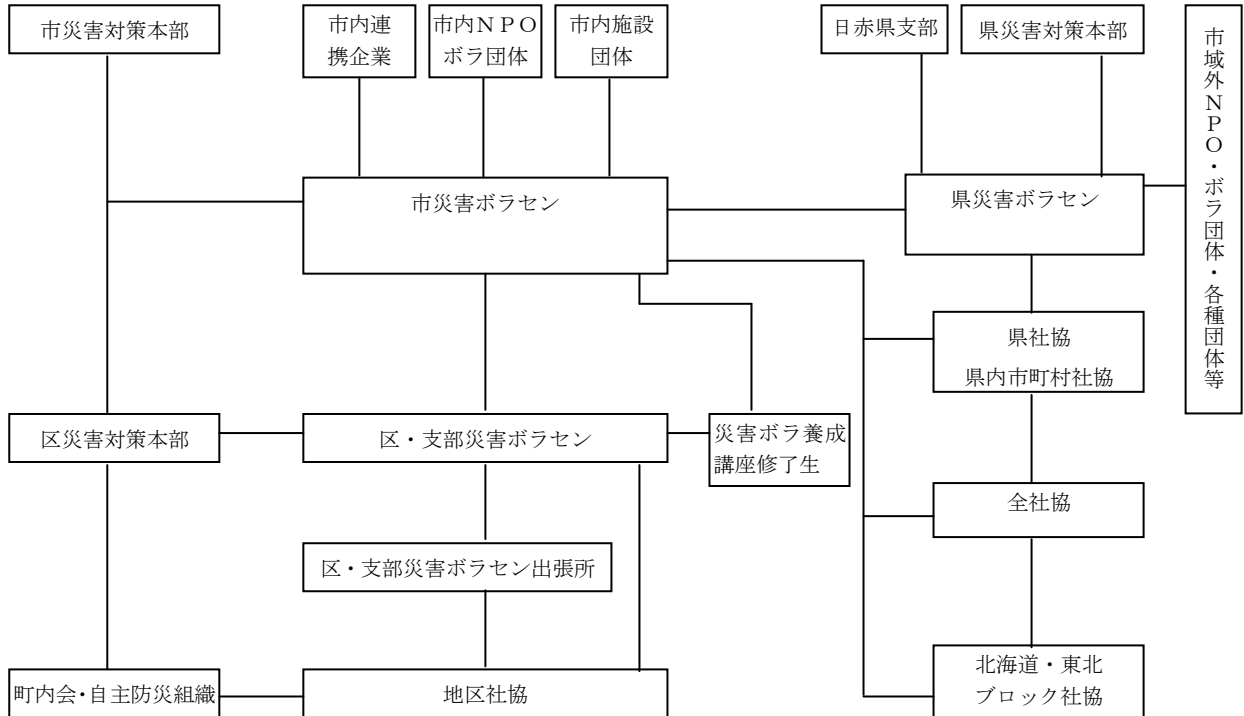 市災害対策本部
市内連
携企業
市内ＮＰＯ
ボラ団体
市内施設
団体
日赤県支部
県災害対策本部
市域外ＮＰＯ・ボラ団体・各種団体等
市災害ボラセン
県災害ボラセン
県社協
県内市町村社協
区災害対策本部
区・支部災害ボラセン
災害ボラ養成
講座修了生
全社協
区・支部災害ボラセン出張所
町内会・自主防災組織
地区社協
北海道・東北
ブロック社協